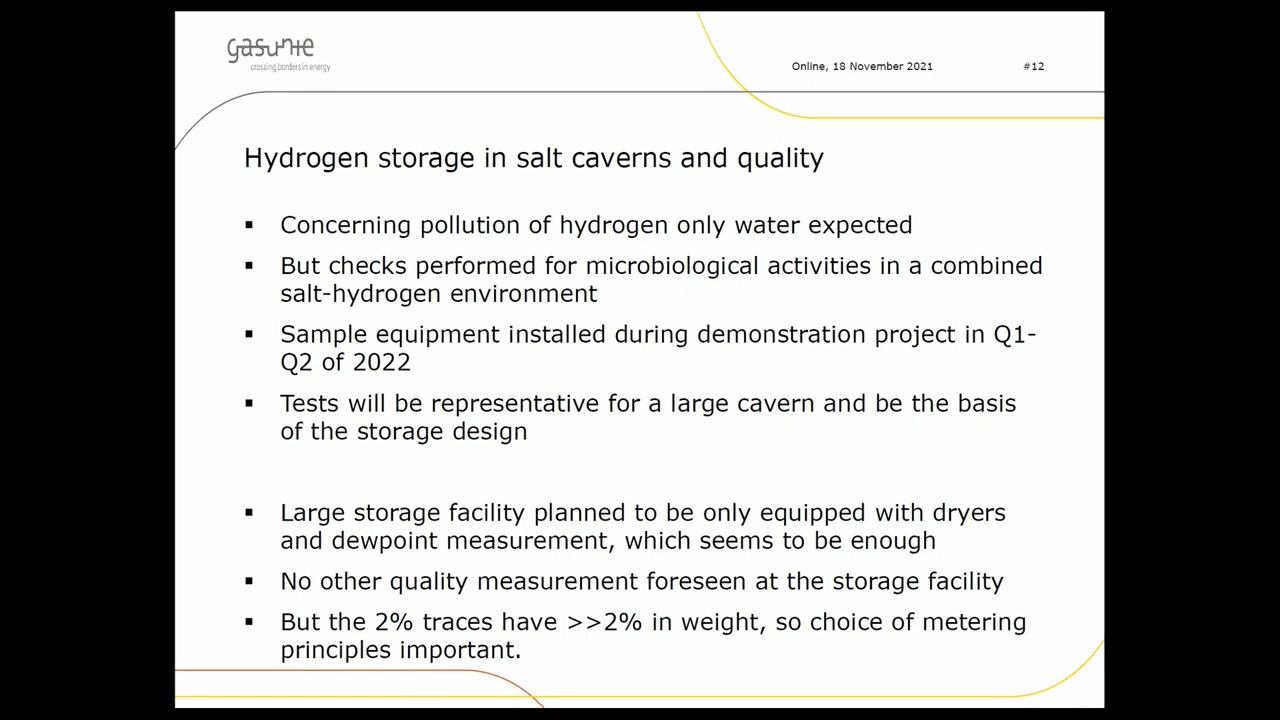 gasunie
crossing borders in energy
Online, 18 November 2021
#12
Hydrogen storage in salt caverns and quality
▪ Concerning pollution of hydrogen only water expected
▪ But checks performed for microbiological activities in a combined
salt-hydrogen environment
▪ Sample equipment installed during demonstration project in Q1-
Q2 of 2022
▪ Tests will be representative for a large cavern and be the basis
of the storage design
▪ Large storage facility planned to be only equipped with dryers
and dewpoint measurement, which seems to be enough
▪ No other quality measurement foreseen at the storage facility
▪ But the 2% traces have >>2% in weight, so choice of metering
principles important.